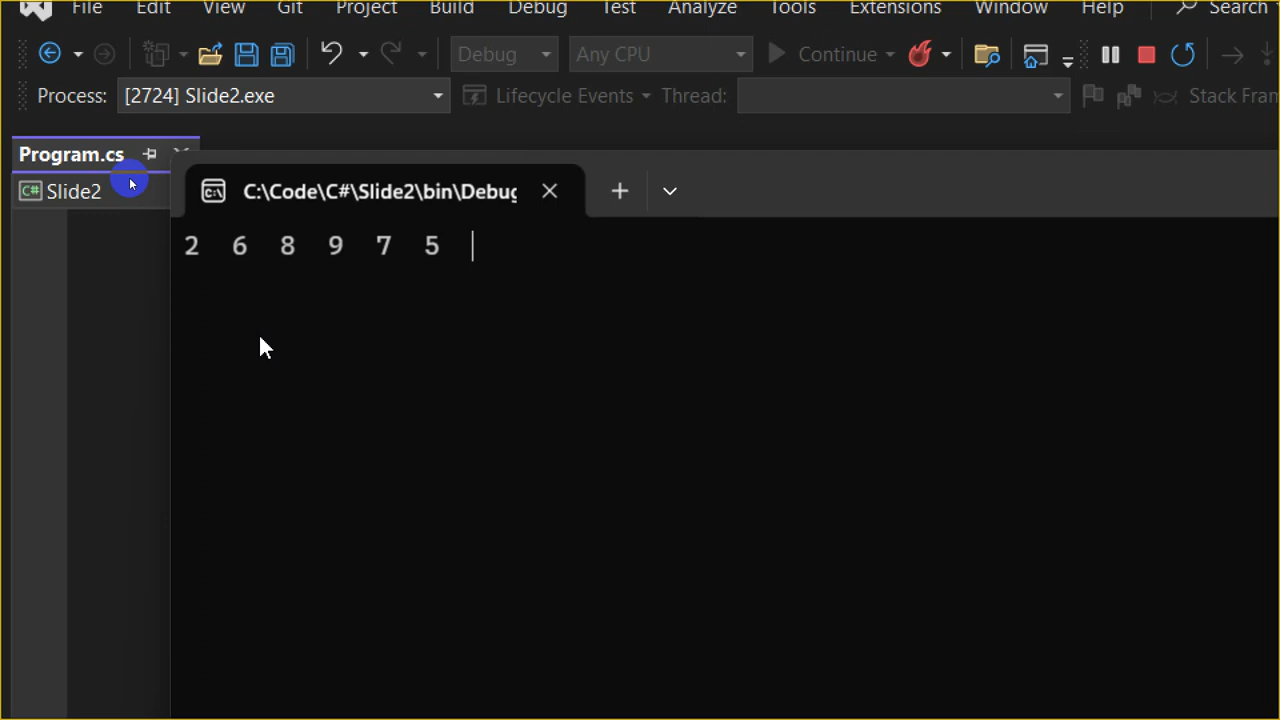 File Edit View Git Project Build Debug Test Analyze Tools Extensions Window Help Search
Debug Any CPU Continue
Process: [2724] Slide2.exe Lifecycle Events Thread: Stack Fram
Program.cs
C# Slide2
C:\Code\C#\Slide2\bin\Debug
2 6 8 9 7 5